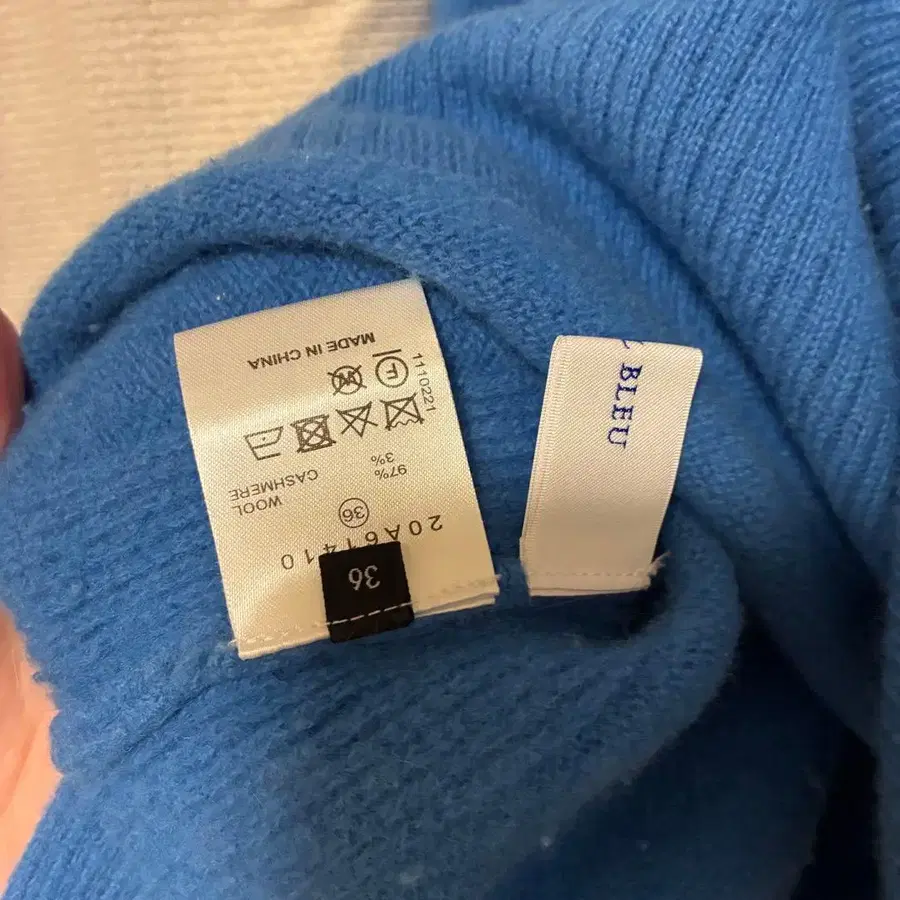 36
20A61410
36
97% WOOL
3% CASHMERE
1110221
F W
MADE IN CHINA
BLEU